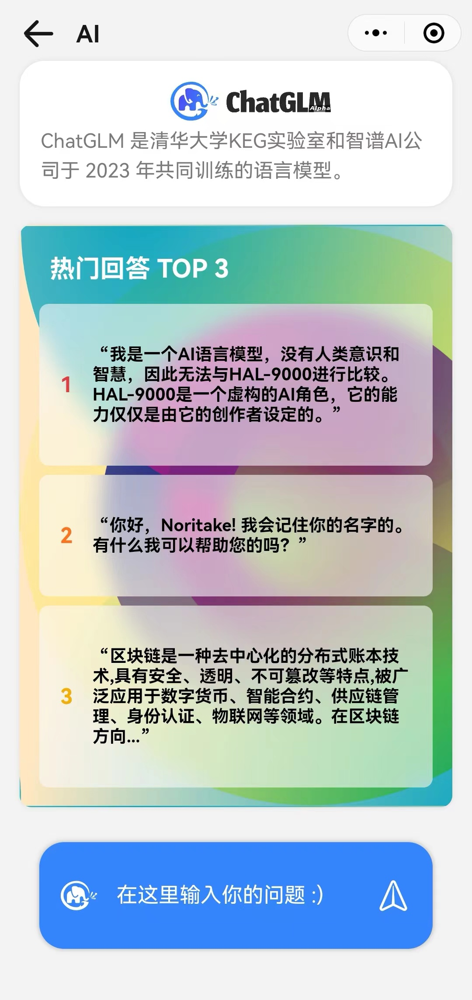 AI
ChatGLM
Alpha
ChatGLM 是清华大学KEG实验室和智谱AI公
司于 2023 年共同训练的语言模型。
热门回答 TOP 3
1
“我是一个AI语言模型，没有人类意识和
智慧，因此无法与HAL-9000进行比较。
HAL-9000是一个虚构的AI角色，它的能
力仅仅是由它的创作者设定的。”
2
“你好，Noritake! 我会记住你的名字的。
有什么我可以帮助您的吗？”
3
“区块链是一种去中心化的分布式账本技
术,具有安全、透明、不可篡改等特点,被广
泛应用于数字货币、智能合约、供应链管
理、身份认证、物联网等领域。在区块链
方向...”
在这里输入你的问题 :)